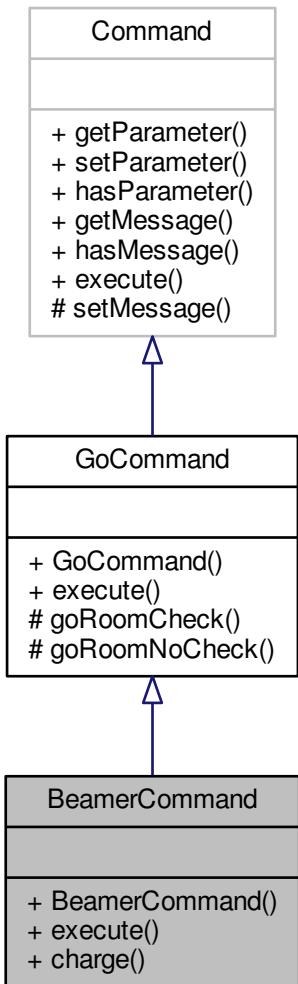 Command
+ getParameter()
+ setParameter()
+ hasParameter()
+ getMessage()
+ hasMessage()
+ execute()
# setMessage()
GoCommand
+ GoCommand()
+ execute()
# goRoomCheck()
# goRoomNoCheck()
BeamerCommand
+ BeamerCommand()
+ execute()
+ charge()